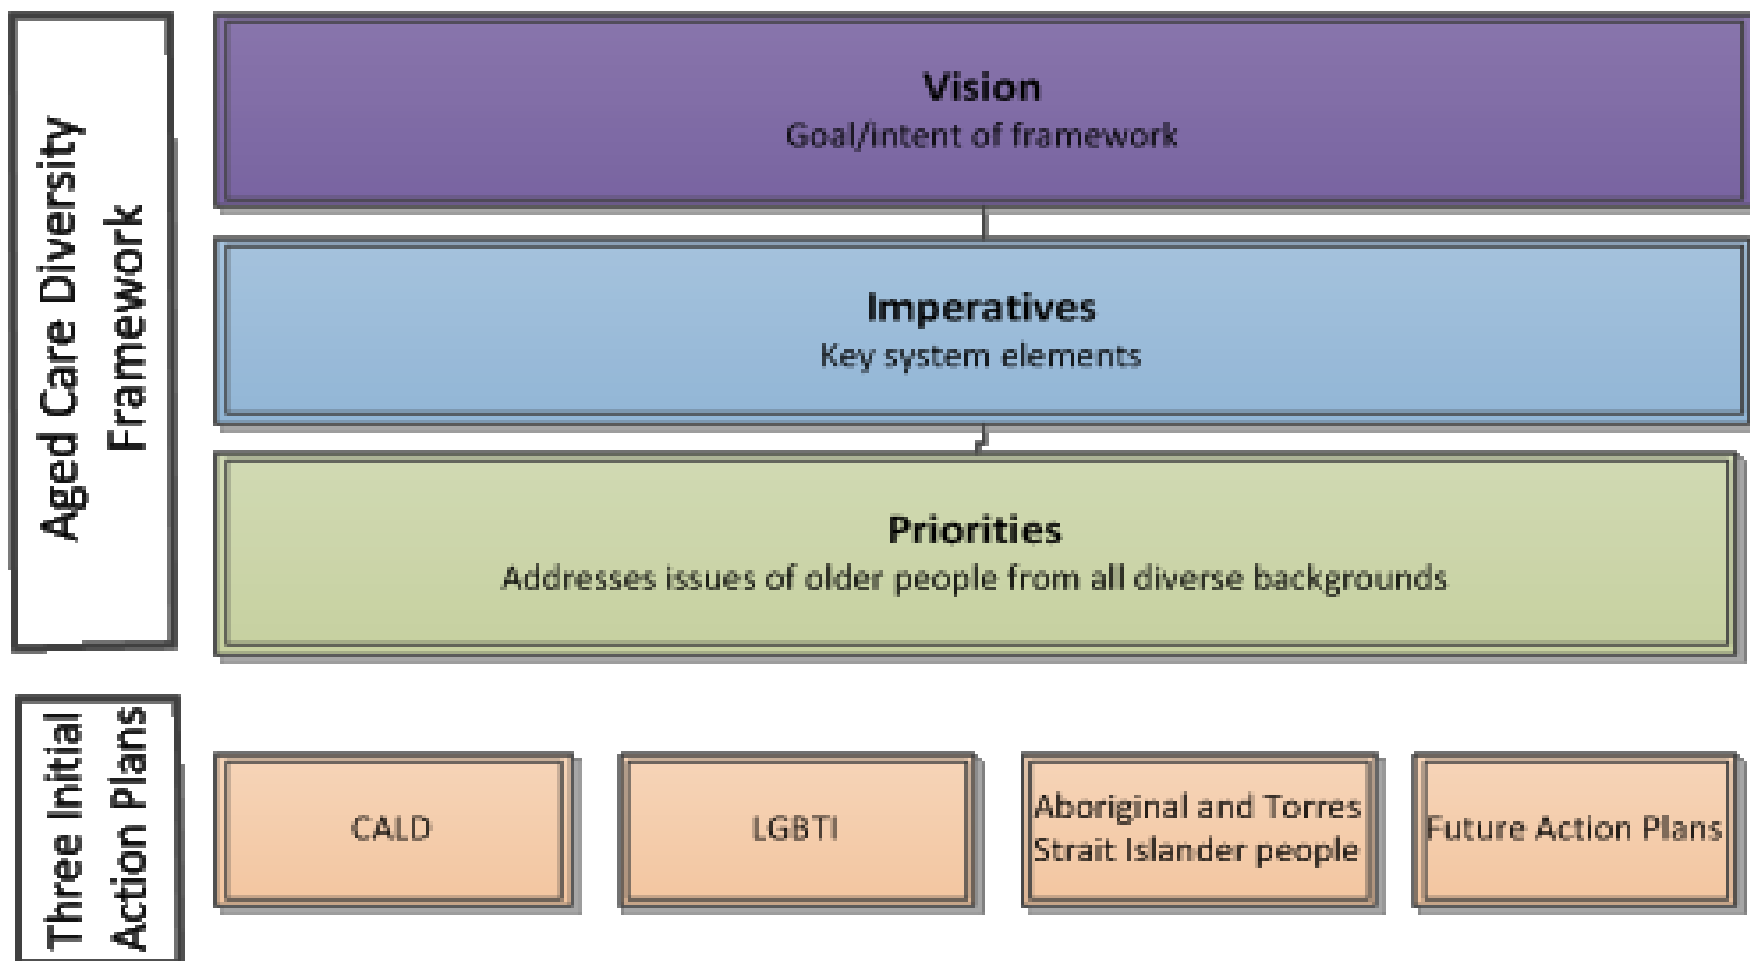 Aged Care Diversity
Framework
Vision
Goal/intent of framework
Imperatives
Key system elements
Priorities
Addresses issues of older people from all diverse backgrounds
Three Initial
Action Plans
CALD
LGBTI
Aboriginal and Torres
Strait Islander people
Future Action Plans